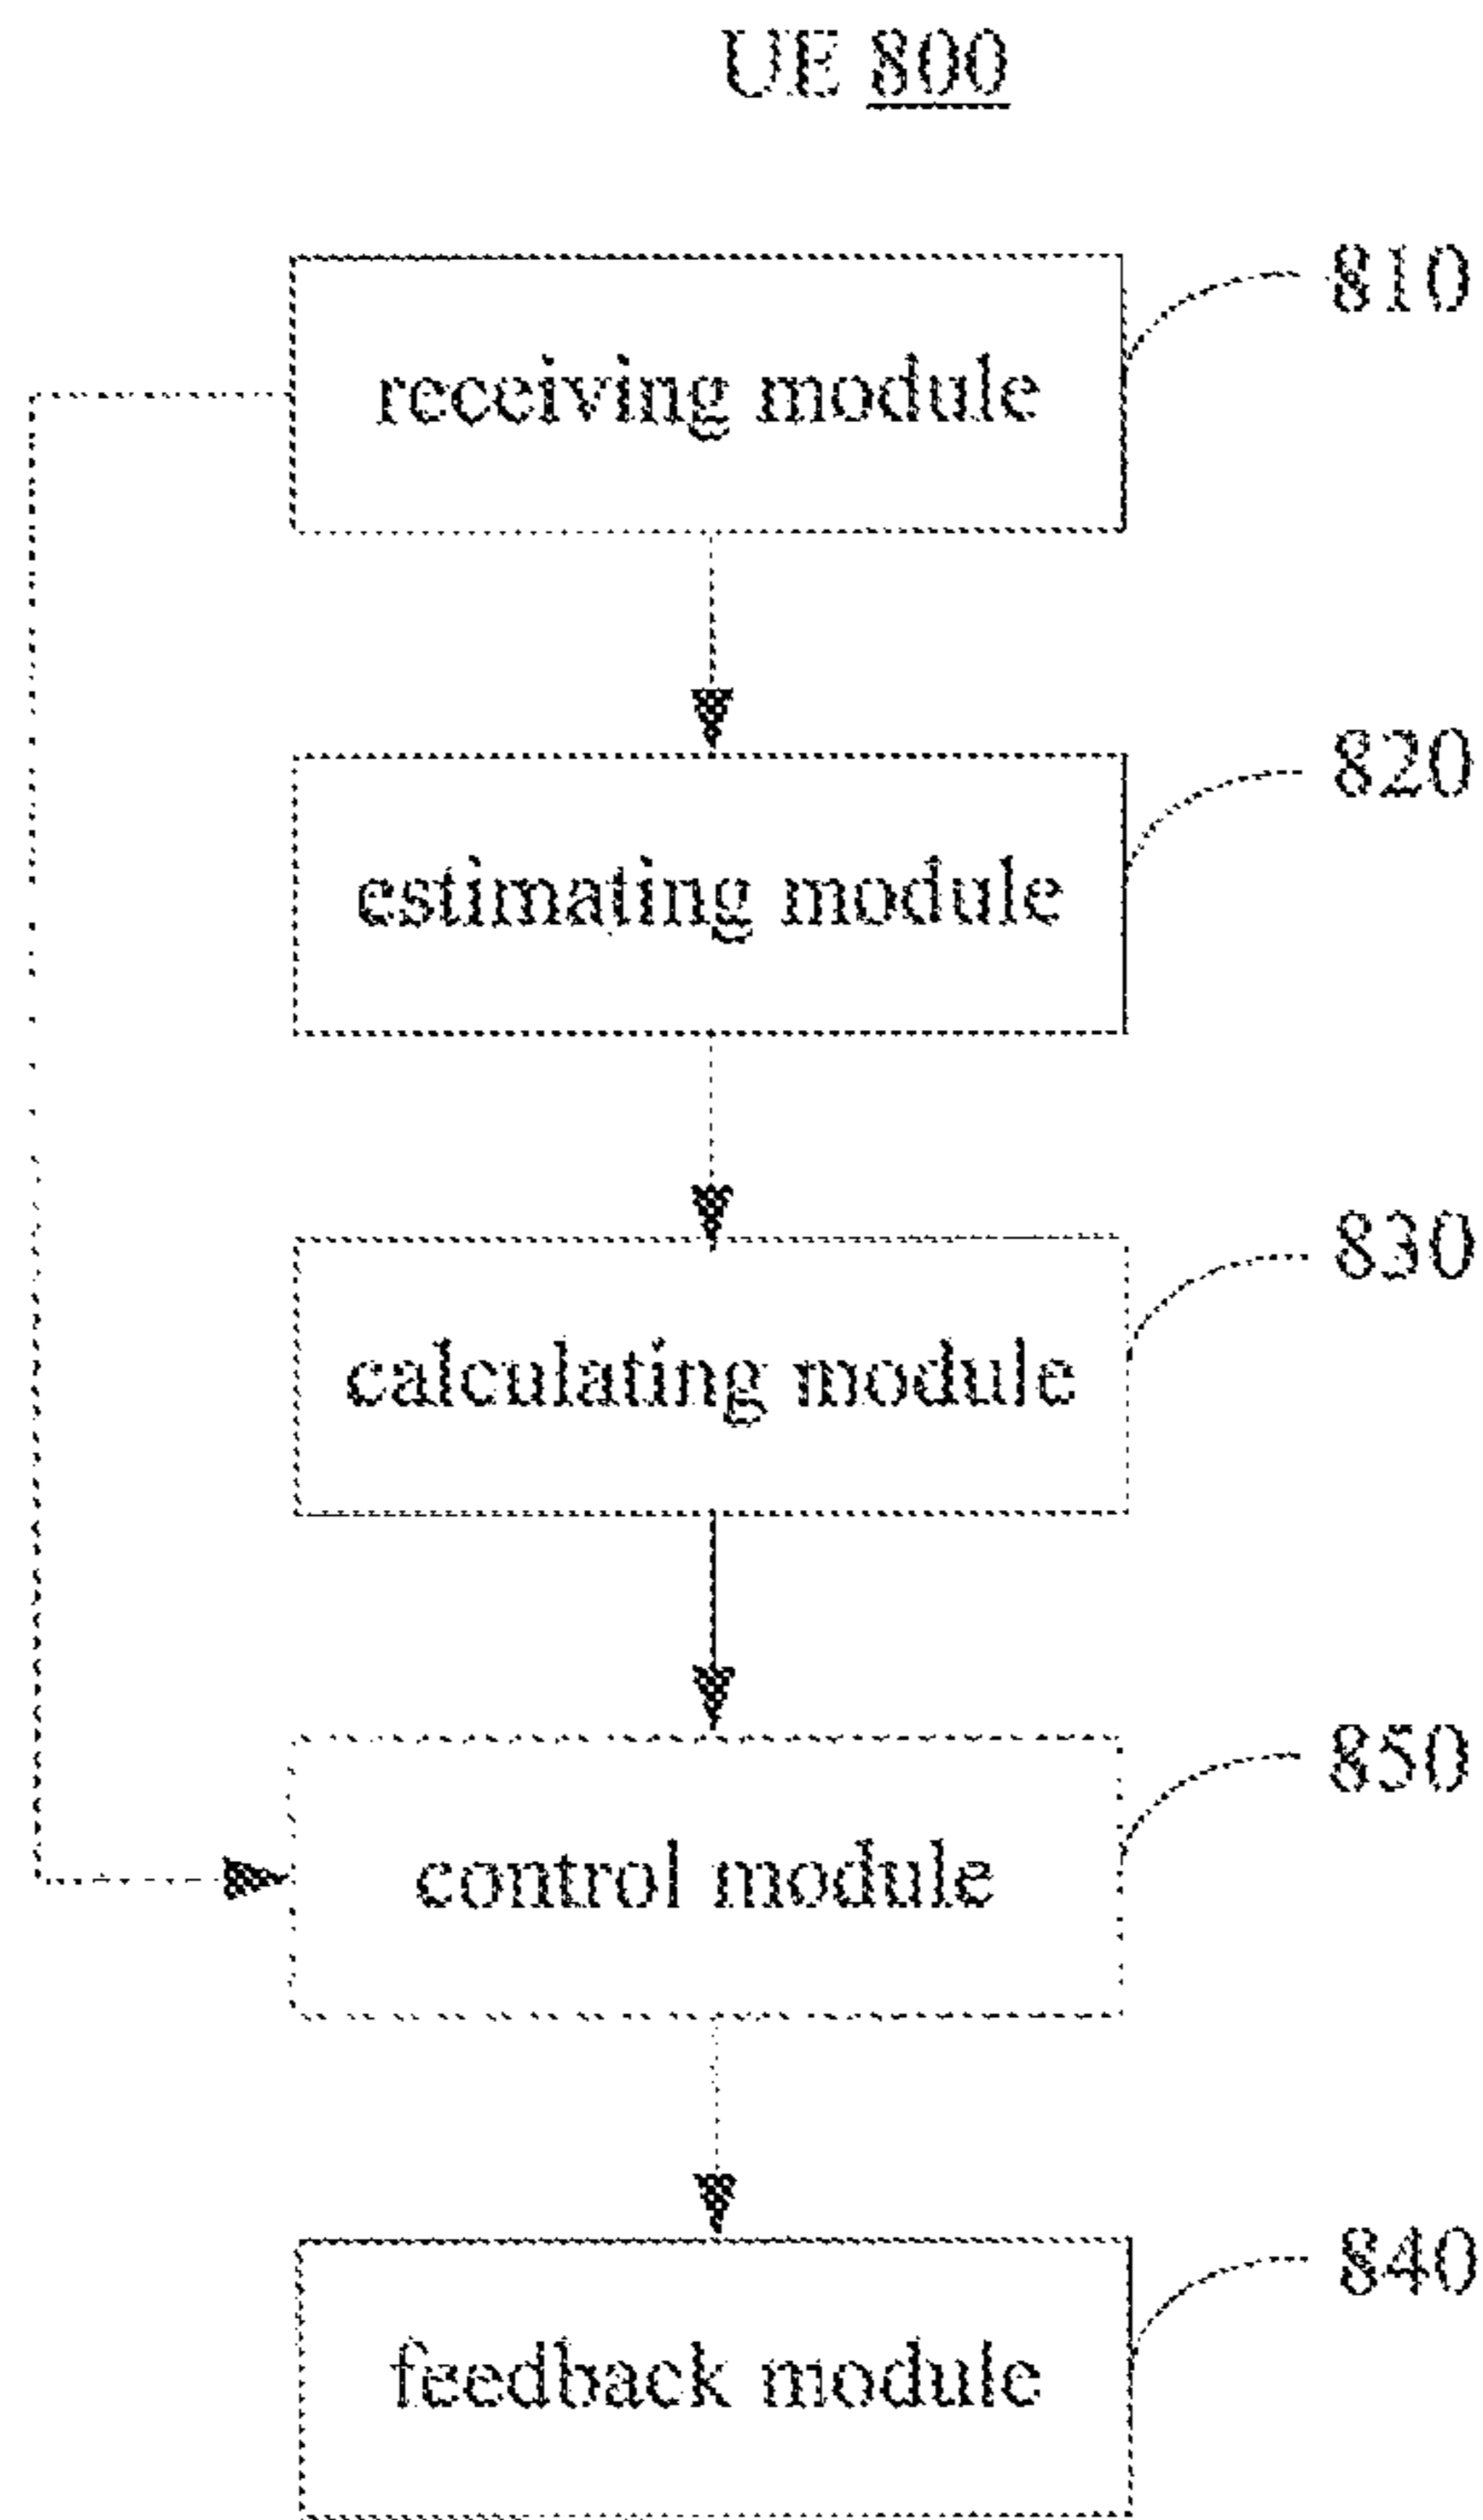 UE 800
810
receiving module
820
estimating module
830
calculating module
850
control module
840
feedback module